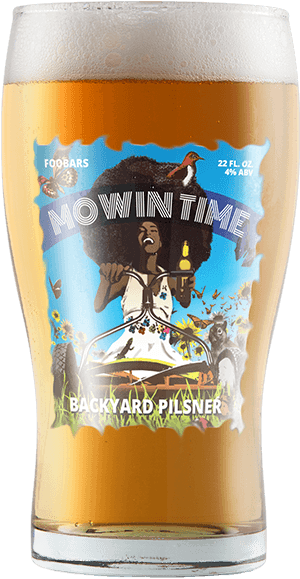 FOOBARS
22 FL. OZ.
4% ABV
MOWIN TIME
BACKYARD PILSNER